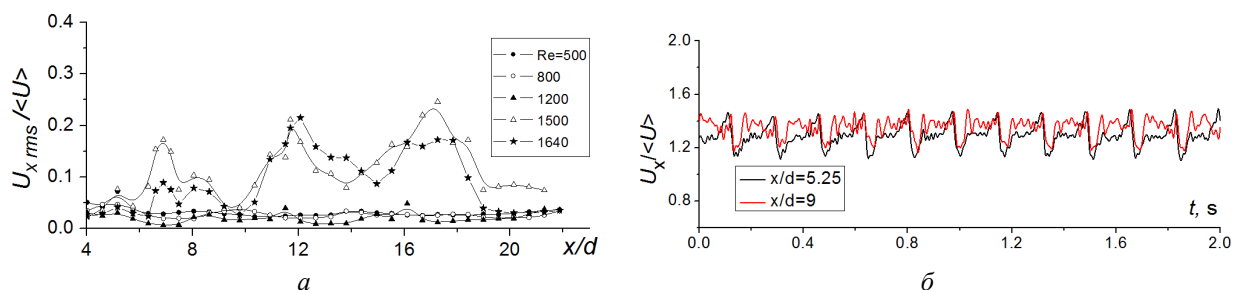 0.4
0.3
0.2
0.1
0.0
U_x rms /<U>
Re=500
800
1200
1500
1640
4 8 12 16 20 x/d
а
2.0
1.6
1.2
0.8
U_x/<U>
x/d=5.25
x/d=9
t, s
0.0 0.4 0.8 1.2 1.6 2.0
б